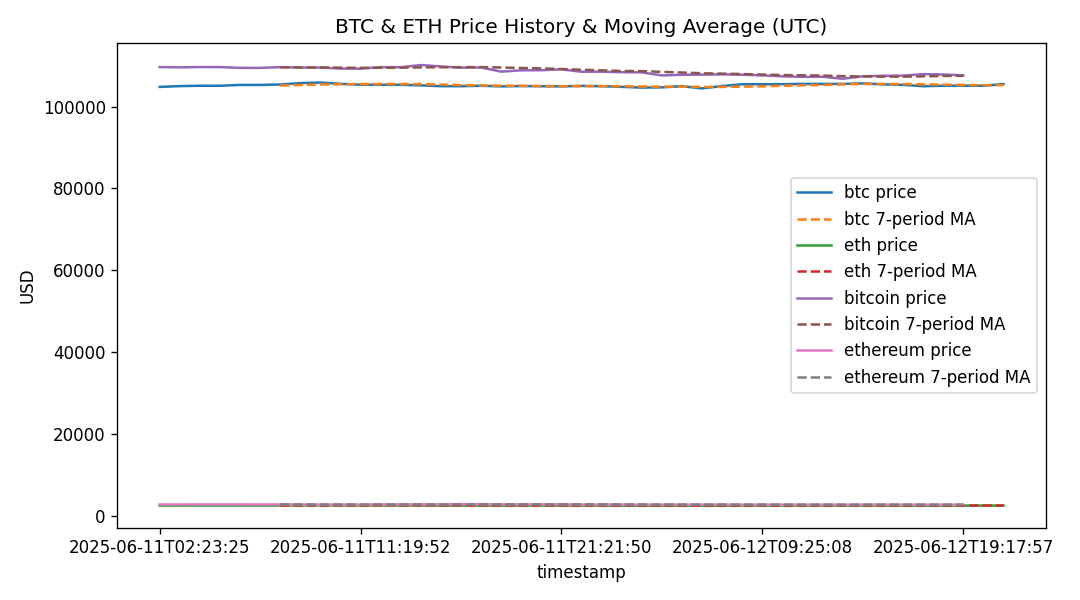 BTC & ETH Price History & Moving Average (UTC)
100000
80000
60000
40000
20000
0
USD
btc price
btc 7-period MA
eth price
eth 7-period MA
bitcoin price
bitcoin 7-period MA
ethereum price
ethereum 7-period MA
2025-06-11T02:23:25 2025-06-11T11:19:52 2025-06-11T21:21:50 2025-06-12T09:25:08 2025-06-12T19:17:57
timestamp